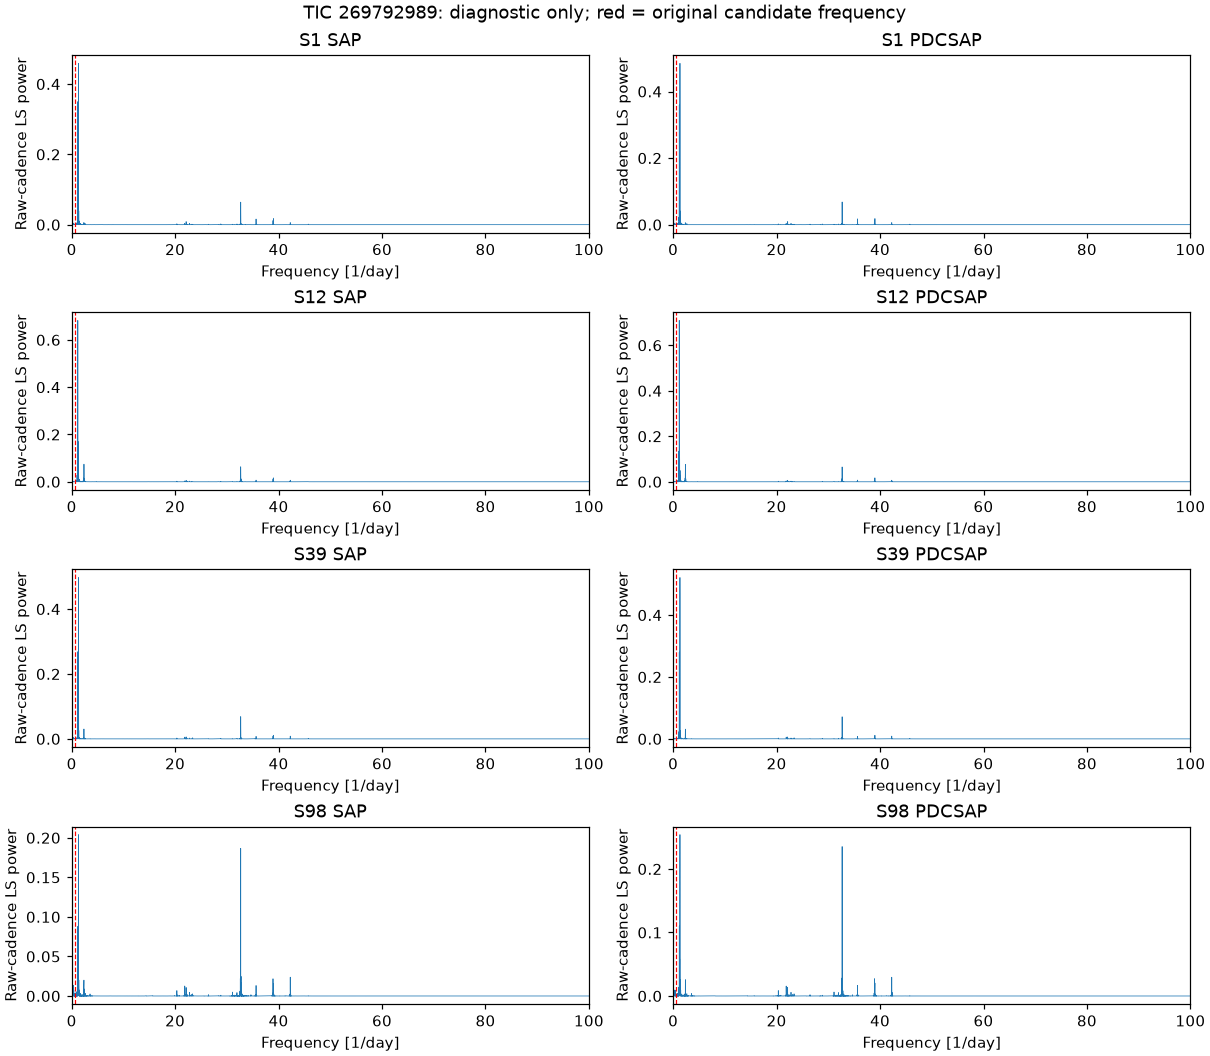 TIC 269792989: diagnostic only; red = original candidate frequency
S1 SAP
Raw-cadence LS power
0.4
0.2
0.0
0 20 40 60 80 100
Frequency [1/day]
S1 PDCSAP
Raw-cadence LS power
0.4
0.2
0.0
0 20 40 60 80 100
Frequency [1/day]
S12 SAP
Raw-cadence LS power
0.6
0.4
0.2
0.0
0 20 40 60 80 100
Frequency [1/day]
S12 PDCSAP
Raw-cadence LS power
0.6
0.4
0.2
0.0
0 20 40 60 80 100
Frequency [1/day]
S39 SAP
Raw-cadence LS power
0.4
0.2
0.0
0 20 40 60 80 100
Frequency [1/day]
S39 PDCSAP
Raw-cadence LS power
0.4
0.2
0.0
0 20 40 60 80 100
Frequency [1/day]
S98 SAP
Raw-cadence LS power
0.20
0.15
0.10
0.05
0.00
0 20 40 60 80 100
Frequency [1/day]
S98 PDCSAP
Raw-cadence LS power
0.2
0.1
0.0
0 20 40 60 80 100
Frequency [1/day]